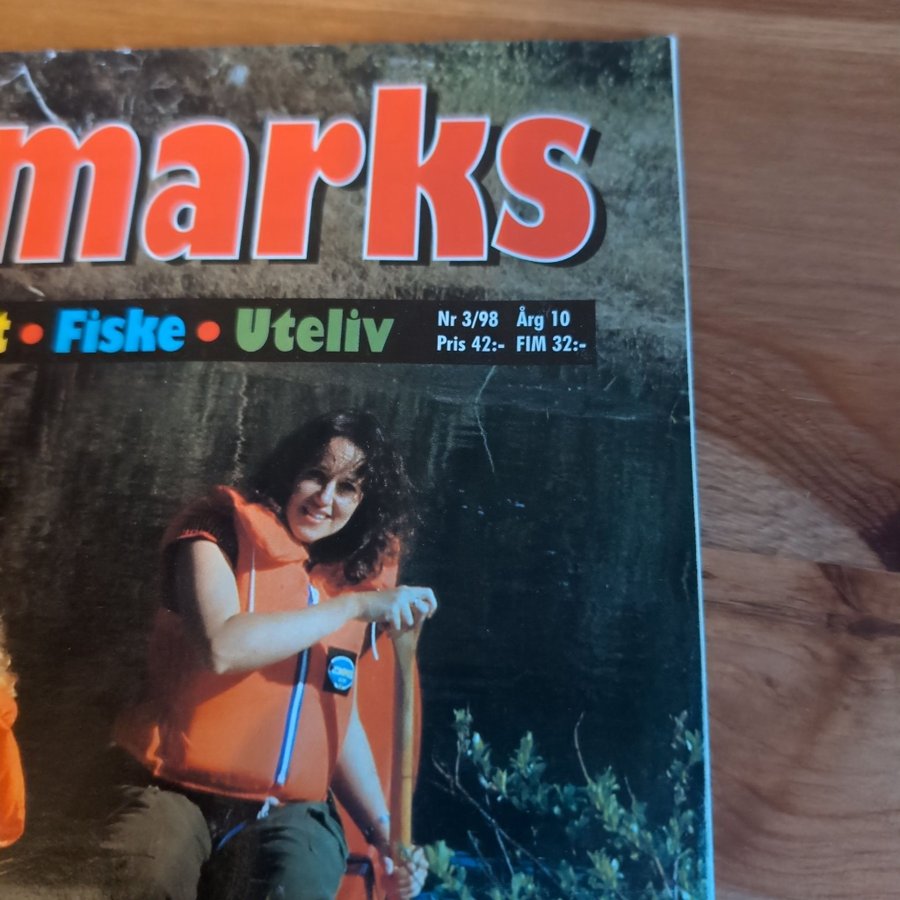 marks
t • Fiske • Uteliv
Nr 3/98 Årg 10
Pris 42:- FIM 32:-